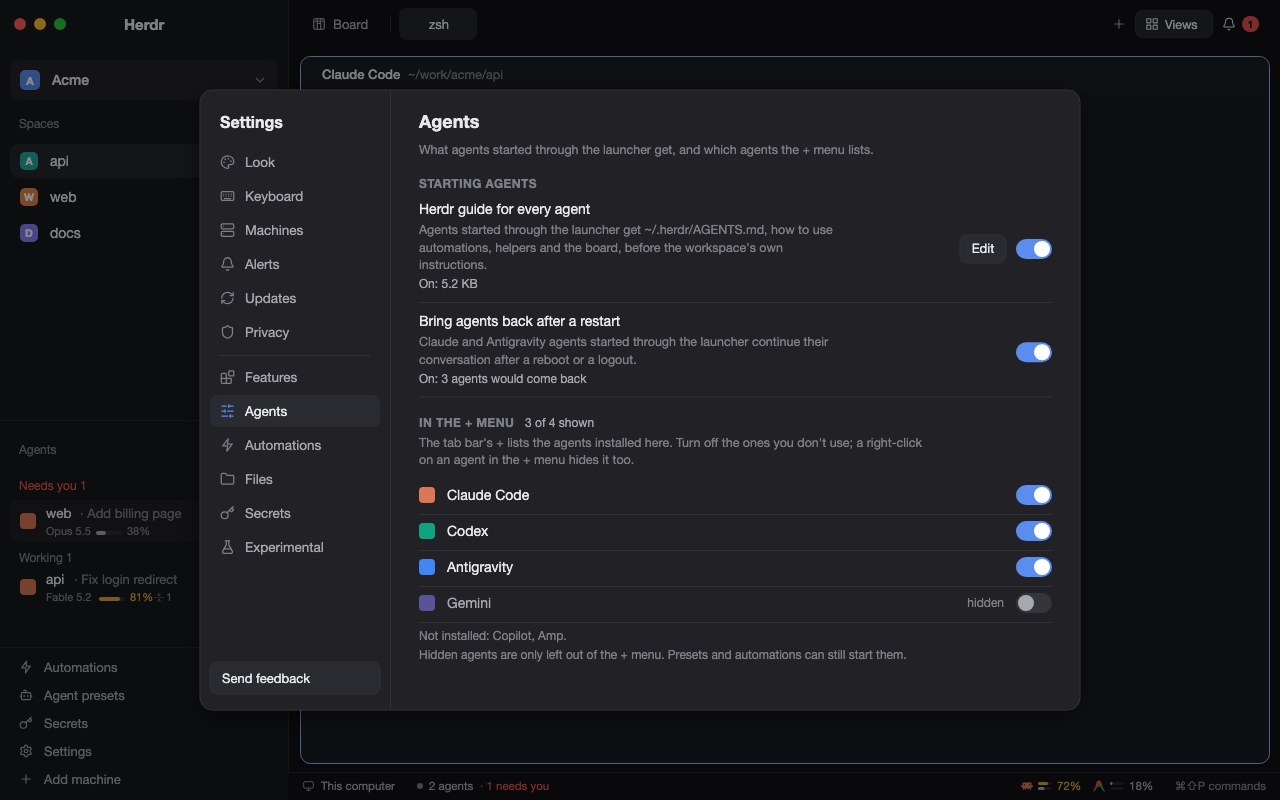 Herdr
Board
zsh
Views
1
A Acme
Spaces
A api
W web
D docs
Agents
Needs you 1
web · Add billing page
Opus 5.5 38%
Working 1
api · Fix login redirect
Fable 5.2 81% ÷ 1
Automations
Agent presets
Secrets
Settings
+ Add machine
Claude Code ~/work/acme/api
Settings
Look
Keyboard
Machines
Alerts
Updates
Privacy
Features
Agents
Automations
Files
Secrets
Experimental
Send feedback
Agents
What agents started through the launcher get, and which agents the + menu lists.
STARTING AGENTS
Herdr guide for every agent
Agents started through the launcher get ~/.herdr/AGENTS.md, how to use
automations, helpers and the board, before the workspace's own
instructions.
On: 5.2 KB
Edit
Bring agents back after a restart
Claude and Antigravity agents started through the launcher continue their
conversation after a reboot or a logout.
On: 3 agents would come back
IN THE + MENU 3 of 4 shown
The tab bar's + lists the agents installed here. Turn off the ones you don't use; a right-click
on an agent in the + menu hides it too.
Claude Code
Codex
Antigravity
Gemini hidden
Not installed: Copilot, Amp.
Hidden agents are only left out of the + menu. Presets and automations can still start them.
This computer
2 agents · 1 needs you
72%
18%
⌘⇧P commands